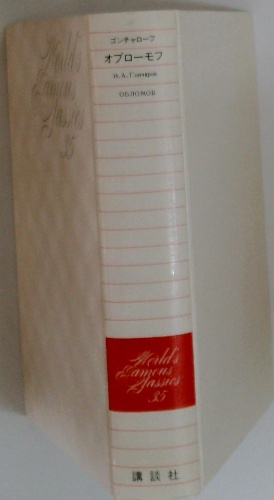 World's
Famous
Classics
35
ゴンチャローフ
オブローモフ
И.А.Гончаров
ОБЛОМОВ
World's
Famous
Classics
35
講談社